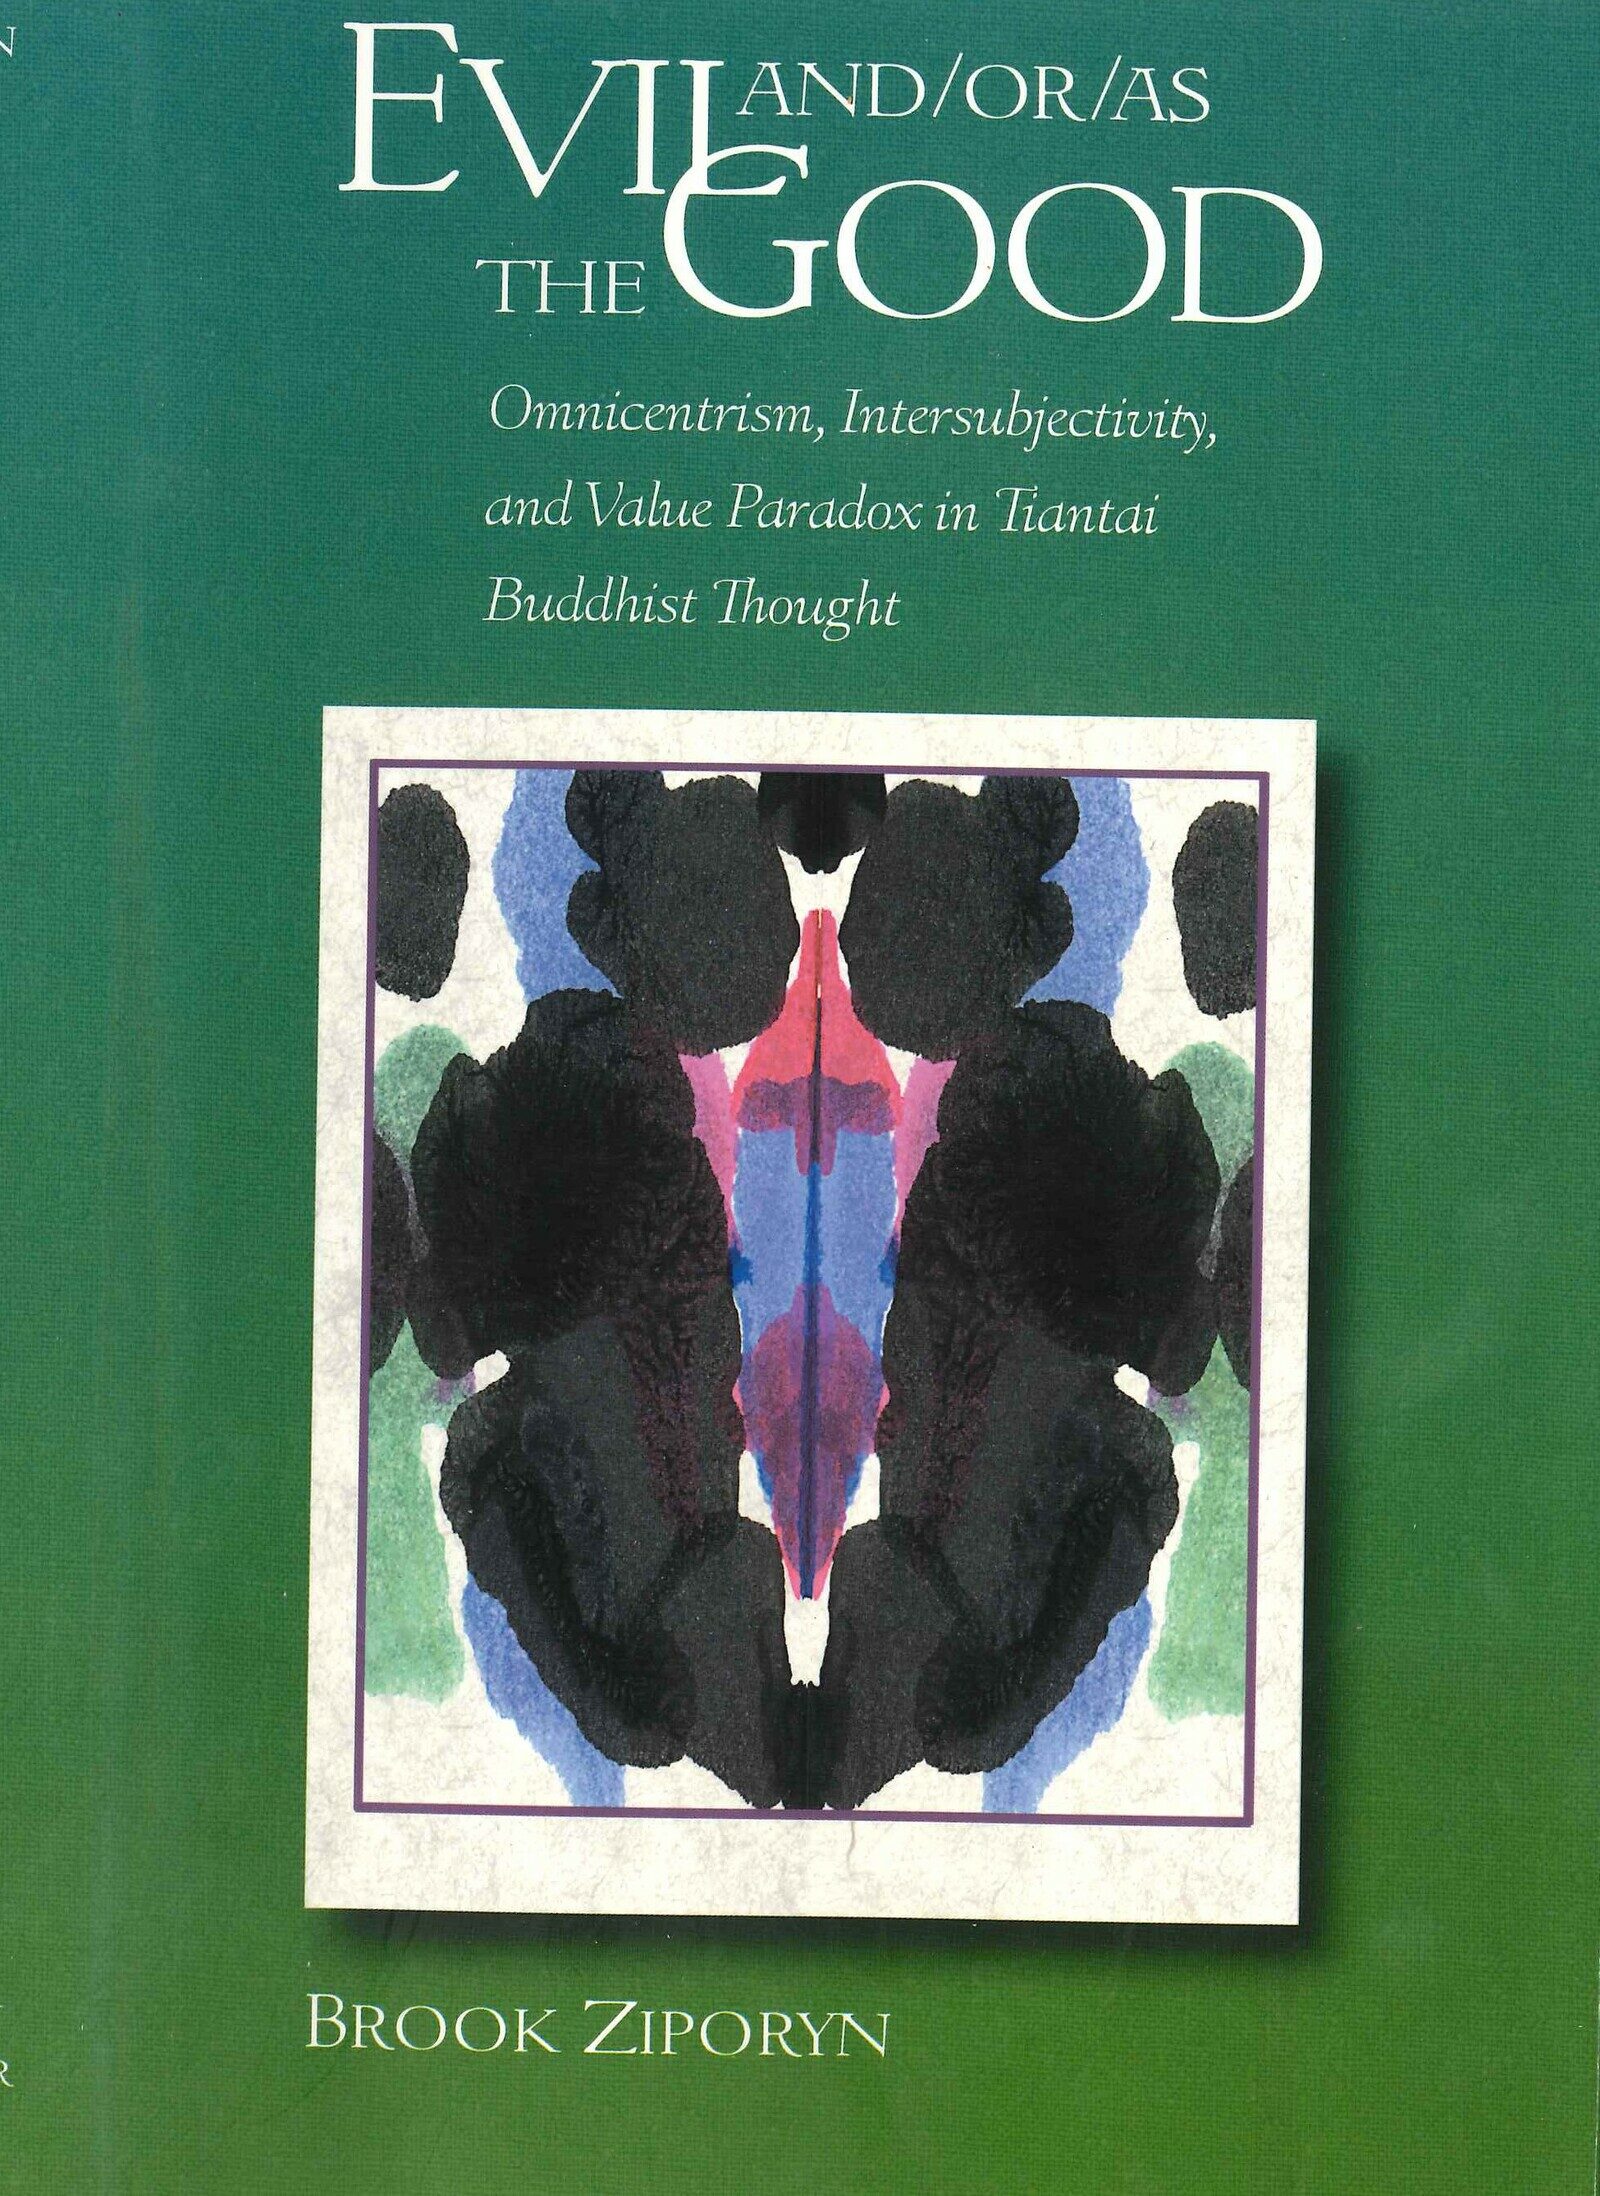 EVIL AND/OR/AS
THE GOOD
Omnicentrism, Intersubjectivity,
and Value Paradox in Tiantai
Buddhist Thought
BROOK ZIPORYN